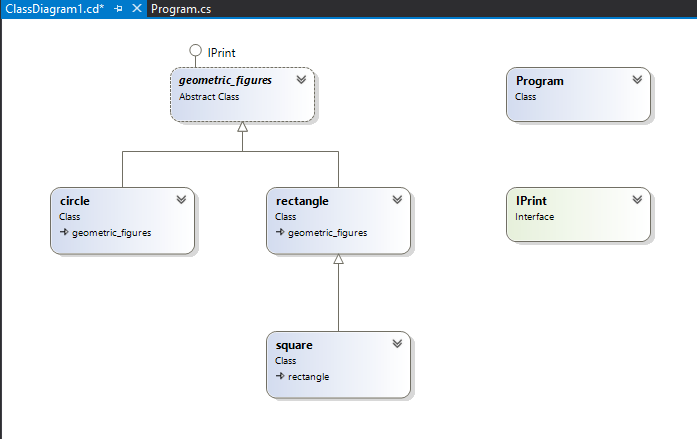 ClassDiagram1.cd*
Program.cs
IPrint
geometric_figures
Abstract Class
Program
Class
circle
Class
geometric_figures
rectangle
Class
geometric_figures
IPrint
Interface
square
Class
rectangle